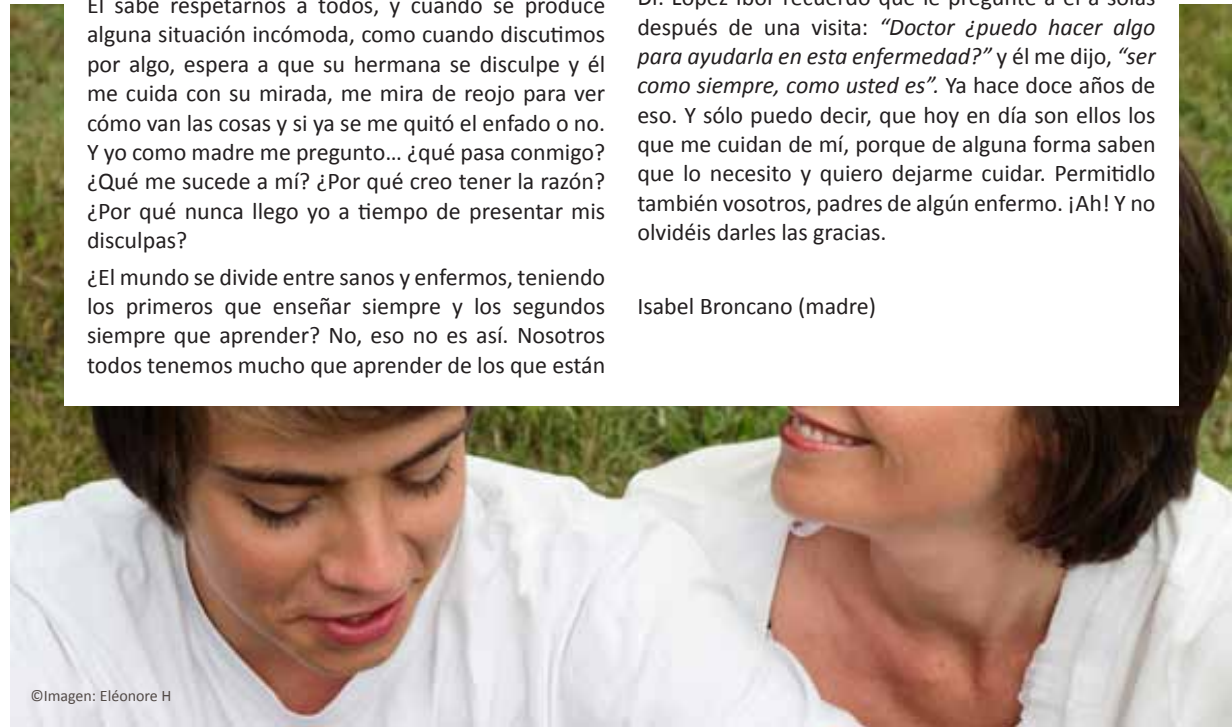 Él sabe respetarnos a todos, y cuando se produce
alguna situación incómoda, como cuando discutimos
por algo, espera a que su hermana se disculpe y él
me cuida con su mirada, me mira de reojo para ver
cómo van las cosas y si ya se me quitó el enfado o no.
Y yo como madre me pregunto… ¿qué pasa conmigo?
¿Qué me sucede a mí? ¿Por qué creo tener la razón?
¿Por qué nunca llego yo a tiempo de presentar mis
disculpas?
¿El mundo se divide entre sanos y enfermos, teniendo
los primeros que enseñar siempre y los segundos
siempre que aprender? No, eso no es así. Nosotros
todos tenemos mucho que aprender de los que están
Dr. López Ibor recuerdo que le pregunté a él a solas
después de una visita: “Doctor ¿puedo hacer algo
para ayudarla en esta enfermedad?” y él me dijo, “ser
como siempre, como usted es”. Ya hace doce años de
eso. Y sólo puedo decir, que hoy en día son ellos los
que me cuidan de mí, porque de alguna forma saben
que lo necesito y quiero dejarme cuidar. Permitidlo
también vosotros, padres de algún enfermo. ¡Ah! Y no
olvidéis darles las gracias.
Isabel Broncano (madre)
©Imagen: Eléonore H